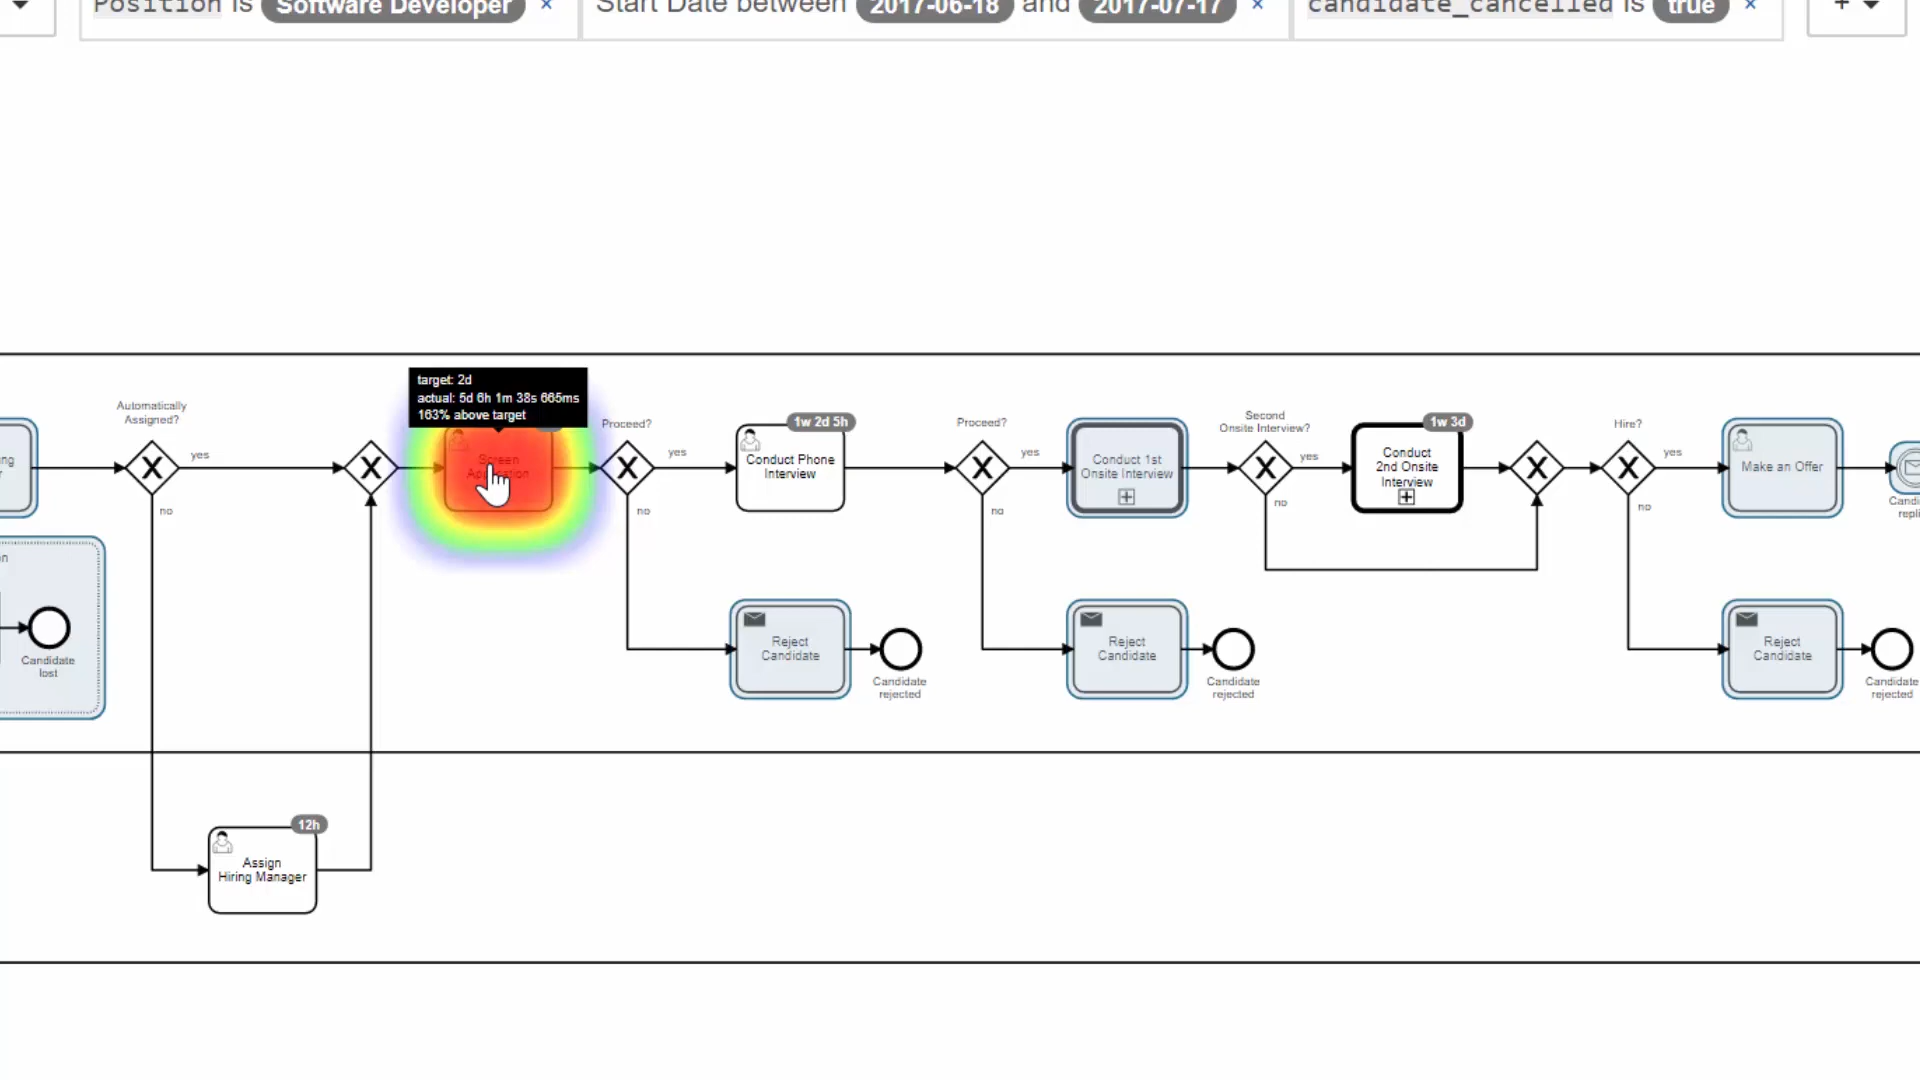 Position is Software Developer ×
Start Date between 2017-06-18 and 2017-07-17 ×
candidate_cancelled is true ×
+
target: 2d
actual: 5d 6h 1m 38s 665ms
163% above target
Automatically
Assigned?
yes
no
Screen
Application
Proceed?
yes
no
1w 2d 5h
Conduct Phone
Interview
Proceed?
yes
no
Conduct 1st
Onsite Interview
Second
Onsite Interview?
yes
no
1w 3d
Conduct
2nd Onsite
Interview
Hire?
yes
no
Make an Offer
Candidate
lost
Reject
Candidate
Candidate
rejected
Reject
Candidate
Candidate
rejected
Reject
Candidate
Candidate
rejected
12h
Assign
Hiring Manager